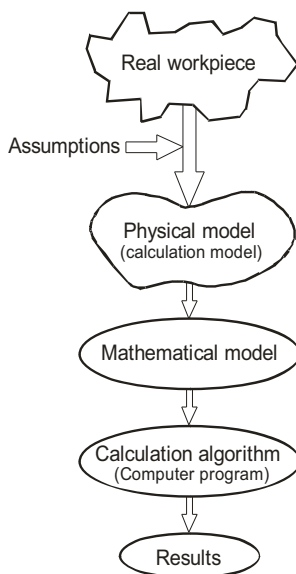 Real workpiece
Assumptions
Physical model
(calculation model)
Mathematical model
Calculation algorithm
(Computer program)
Results